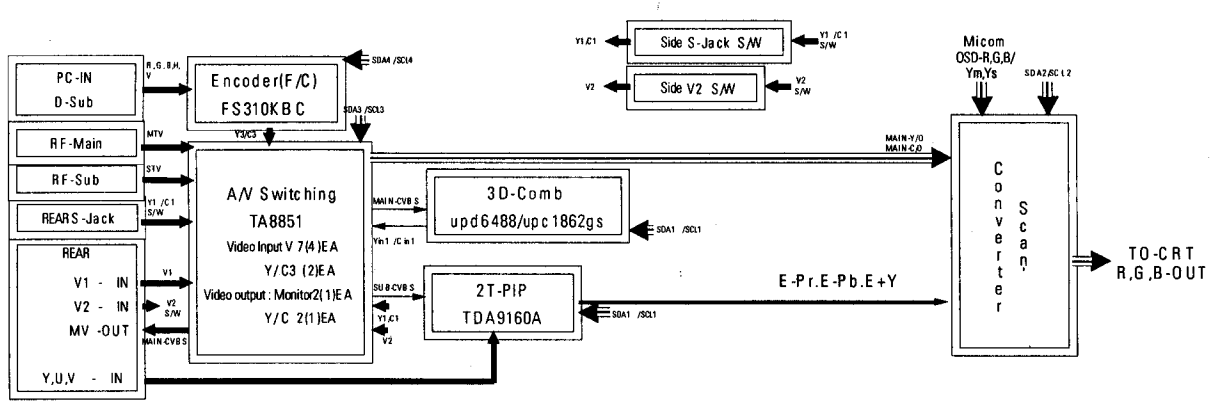 PC-IN
D-Sub
R,G,B,H,
V
Encoder(F/C)
FS310KBC
SDA4 /SCL4
Y3/C3
SDA3 /SCL3
Y1,C1
Side S-Jack S/W
Y1 /C1
S/W
V2
Side V2 S/W
V2
S/W
Micom
OSD-R,G,B/
Ym,Ys
SDA2/SCL2
RF-Main
MTV
RF-Sub
STV
REAR S-Jack
Y1 /C1
S/W
REAR
V1 - IN
V1
V2 - IN
V2
S/W
MV -OUT
MAIN-CVBS
Y,U,V - IN
A/V Switching
TA8851
Video Input V 7(4)EA
Y/C3 (2)EA
Video output : Monitor2(1)EA
Y/C 2(1)EA
MAIN-CVBS
Yin1 /Cin1
3D-Comb
upd6488/upc1862gs
SDA1 /SCL1
SUB-CVBS
Y1,C1
V2
2T-PIP
TDA9160A
SDA1 /SCL1
E-Pr.E-Pb.E+Y
MAIN-Y/O
MAIN-C/O
Scan'
Converter
TO-CRT
R,G,B-OUT